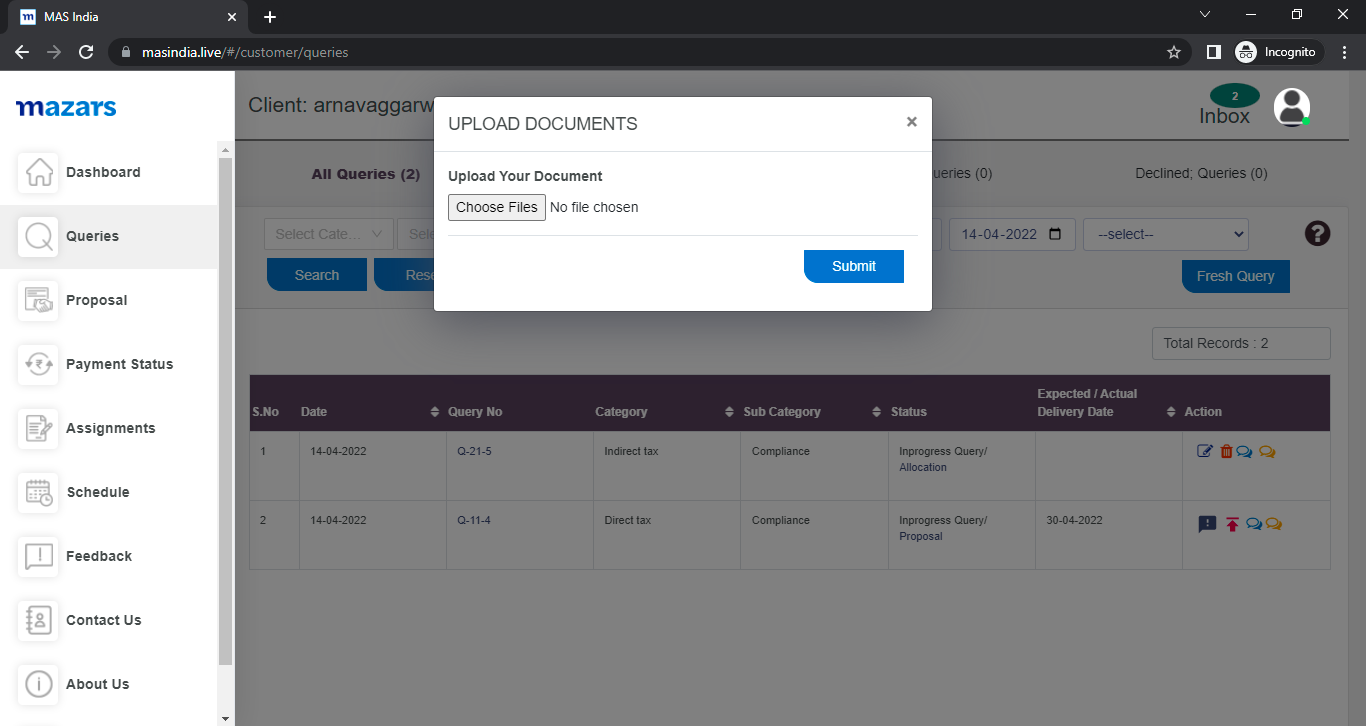 MAS India
masindia.live/#/customer/queries
Incognito
mazars
Client: arnavaggarw
2
Inbox
Dashboard
Queries
Proposal
Payment Status
Assignments
Schedule
Feedback
Contact Us
About Us
UPLOAD DOCUMENTS
×
Upload Your Document
Choose Files No file chosen
Submit
All Queries (2)
ueries (0)
Declined; Queries (0)
Select Cate...
Sele
14-04-2022
--select--
?
Search
Rese
Fresh Query
Total Records : 2
S.No Date Query No Category Sub Category Status Expected / Actual Delivery Date Action
1 14-04-2022 Q-21-5 Indirect tax Compliance Inprogress Query/
Allocation
2 14-04-2022 Q-11-4 Direct tax Compliance Inprogress Query/ 30-04-2022
Proposal